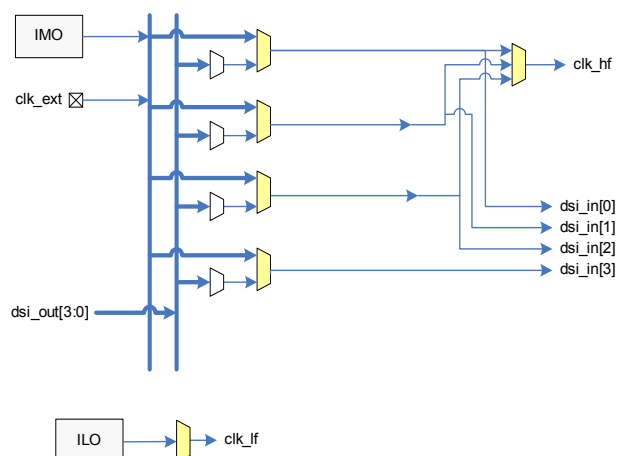 IMO
clk_ext
clk_hf
dsi_in[0]
dsi_in[1]
dsi_in[2]
dsi_in[3]
dsi_out[3:0]
ILO
clk_lf